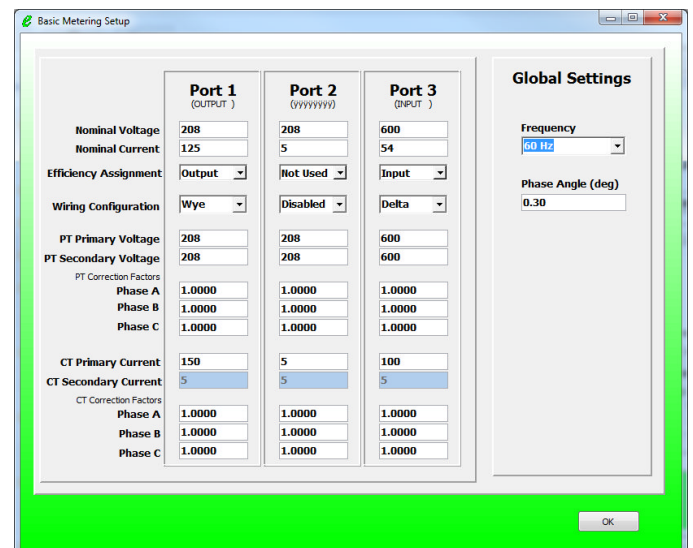 Basic Metering Setup
Port 1 Port 2 Port 3
(OUTPUT ) (ÿÿÿÿÿÿÿÿ) (INPUT )
Nominal Voltage 208 208 600
Nominal Current 125 5 54
Efficiency Assignment Output Not Used Input
Wiring Configuration Wye Disabled Delta
PT Primary Voltage 208 208 600
PT Secondary Voltage 208 208 600
PT Correction Factors
Phase A 1.0000 1.0000 1.0000
Phase B 1.0000 1.0000 1.0000
Phase C 1.0000 1.0000 1.0000
CT Primary Current 150 5 100
CT Secondary Current 5 5 5
CT Correction Factors
Phase A 1.0000 1.0000 1.0000
Phase B 1.0000 1.0000 1.0000
Phase C 1.0000 1.0000 1.0000
Global Settings
Frequency
60 Hz
Phase Angle (deg)
0.30
OK